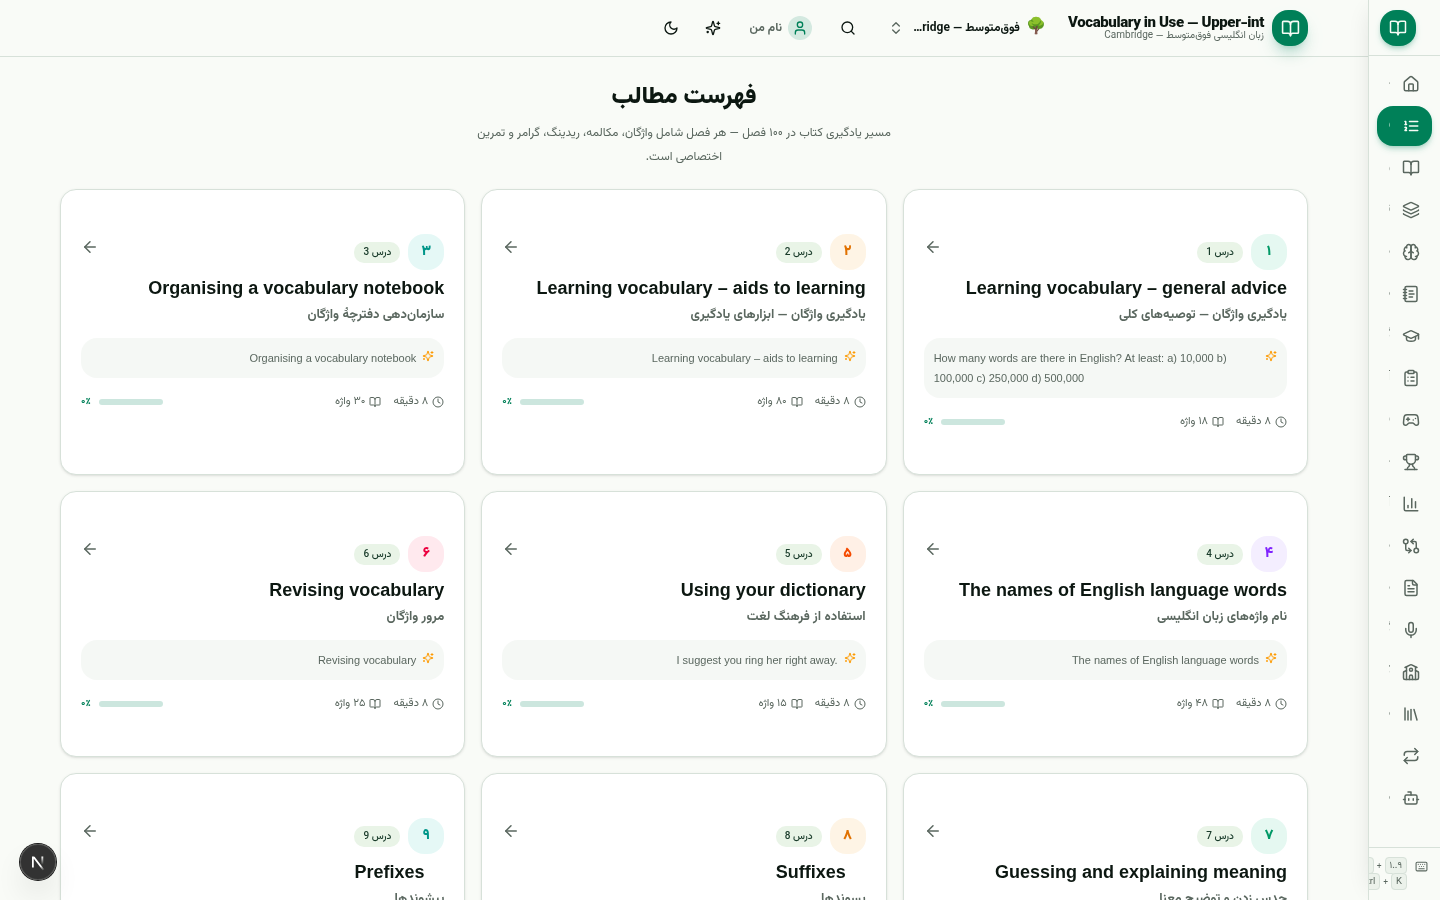 Vocabulary in Use — Upper-int
زبان انگلیسی فوق‌متوسط — Cambridge
فوق‌متوسط — ridge...
نام من
فهرست مطالب
مسیر یادگیری کتاب در ۱۰۰ فصل — هر فصل شامل واژگان، مکالمه، ریدینگ، گرامر و تمرین
اختصاصی است.
۱
درس 1
Learning vocabulary – general advice
یادگیری واژگان — توصیه‌های کلی
How many words are there in English? At least: a) 10,000 b)
100,000 c) 250,000 d) 500,000
۸ دقیقه
۱۸ واژه
۰٪
۲
درس 2
Learning vocabulary – aids to learning
یادگیری واژگان — ابزارهای یادگیری
Learning vocabulary – aids to learning
۸ دقیقه
۸۰ واژه
۰٪
۳
درس 3
Organising a vocabulary notebook
سازمان‌دهی دفترچهٔ واژگان
Organising a vocabulary notebook
۸ دقیقه
۳۰ واژه
۰٪
۴
درس 4
The names of English language words
نام واژه‌های زبان انگلیسی
The names of English language words
۸ دقیقه
۴۸ واژه
۰٪
۵
درس 5
Using your dictionary
استفاده از فرهنگ لغت
I suggest you ring her right away.
۸ دقیقه
۱۵ واژه
۰٪
۶
درس 6
Revising vocabulary
مرور واژگان
Revising vocabulary
۸ دقیقه
۲۵ واژه
۰٪
۷
درس 7
Guessing and explaining meaning
حدس زدن و توضیح معنا
۸
درس 8
Suffixes
پسوندها
۹
درس 9
Prefixes
پیشوندها
+ ۱..۹
+ K
N